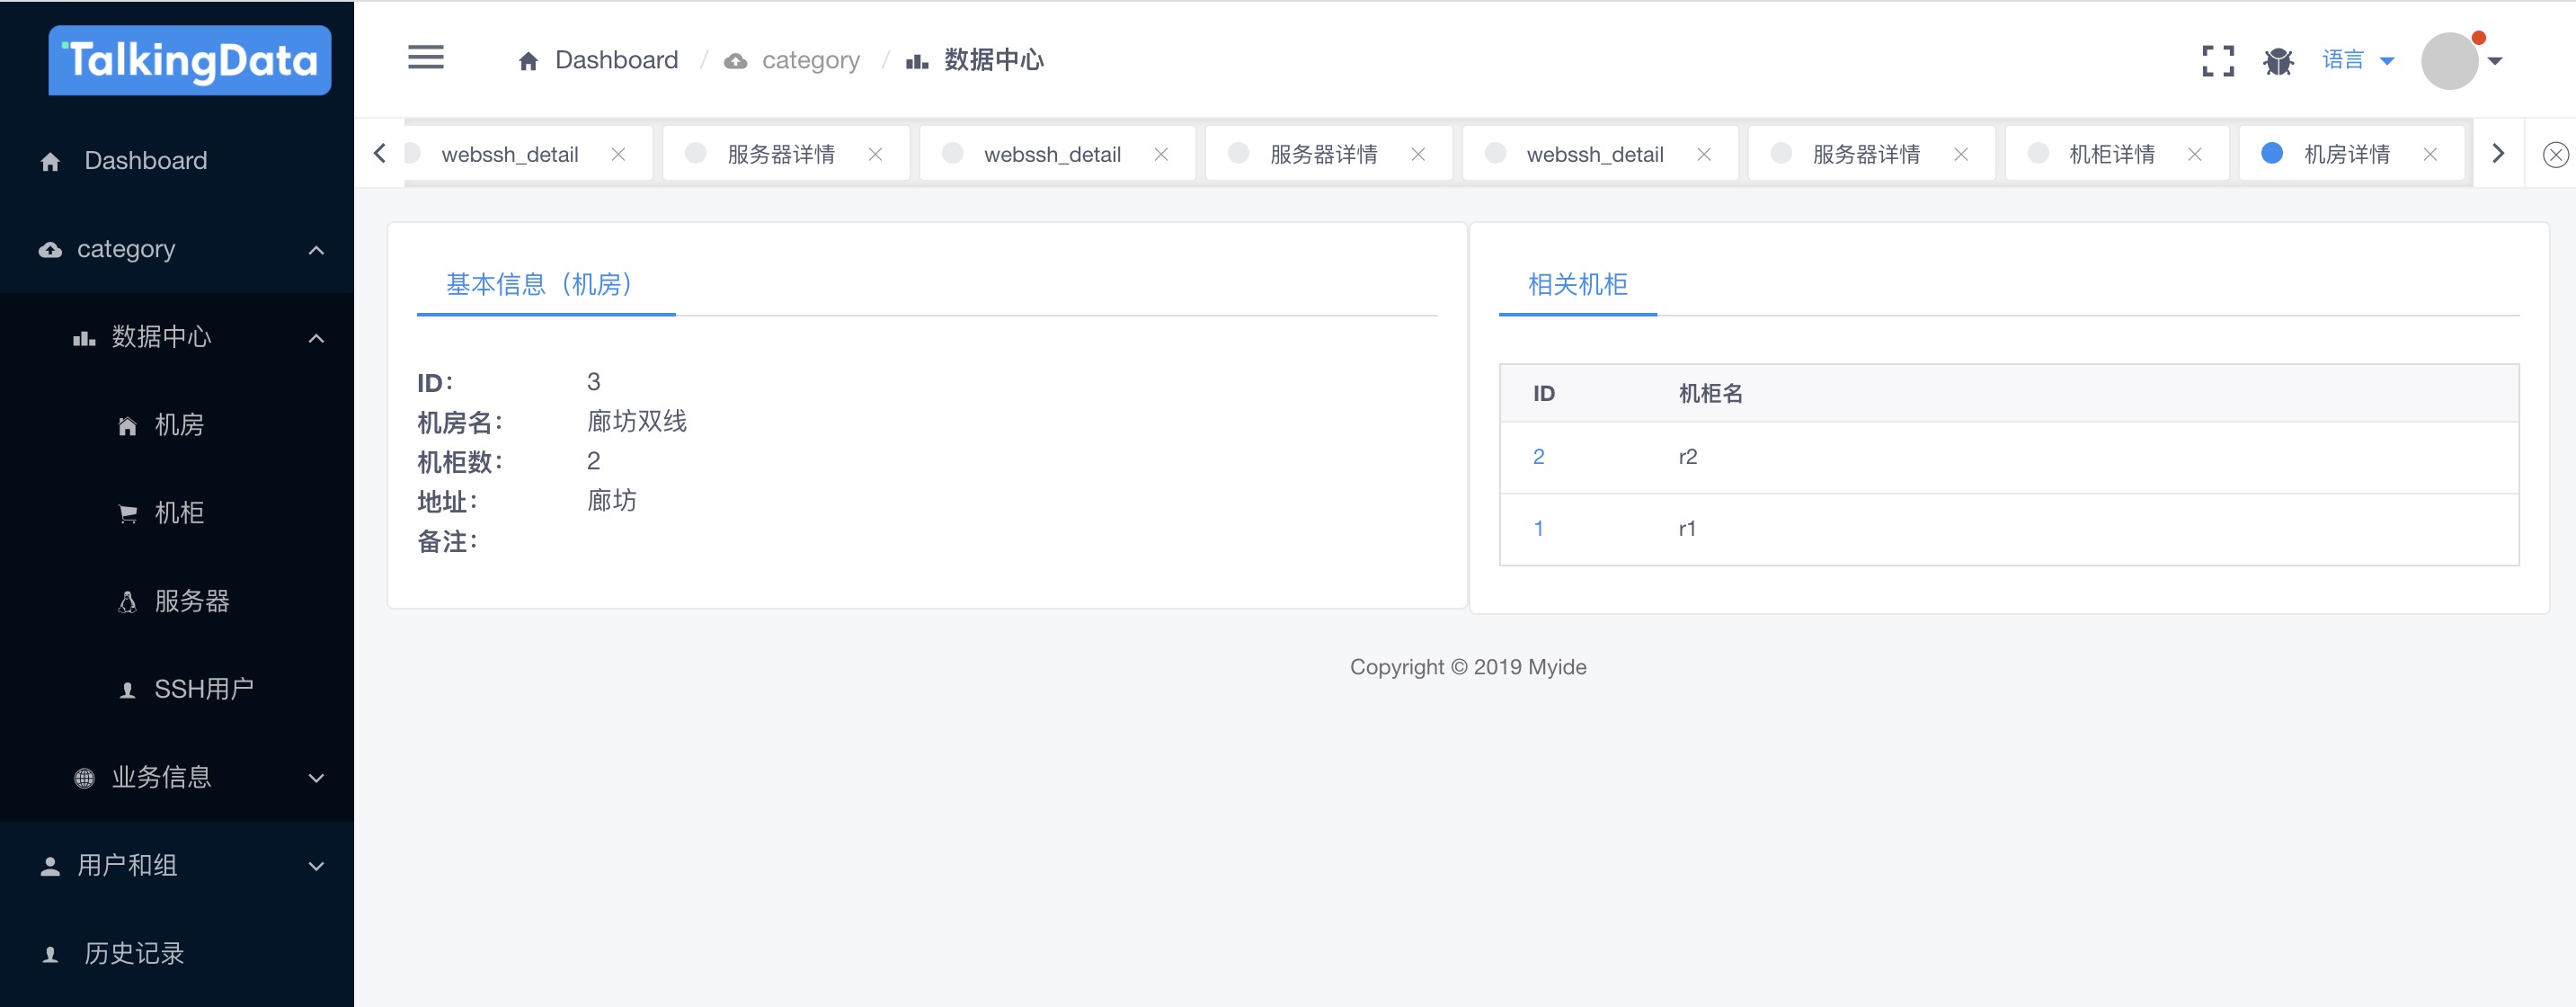 TalkingData
Dashboard
category
数据中心
机房
机柜
服务器
SSH用户
业务信息
用户和组
历史记录
Dashboard / category / 数据中心
语言
webssh_detail
服务器详情
webssh_detail
服务器详情
webssh_detail
服务器详情
机柜详情
机房详情
基本信息（机房）
ID： 3
机房名： 廊坊双线
机柜数： 2
地址： 廊坊
备注：
相关机柜
ID 机柜名
2 r2
1 r1
Copyright © 2019 Myide